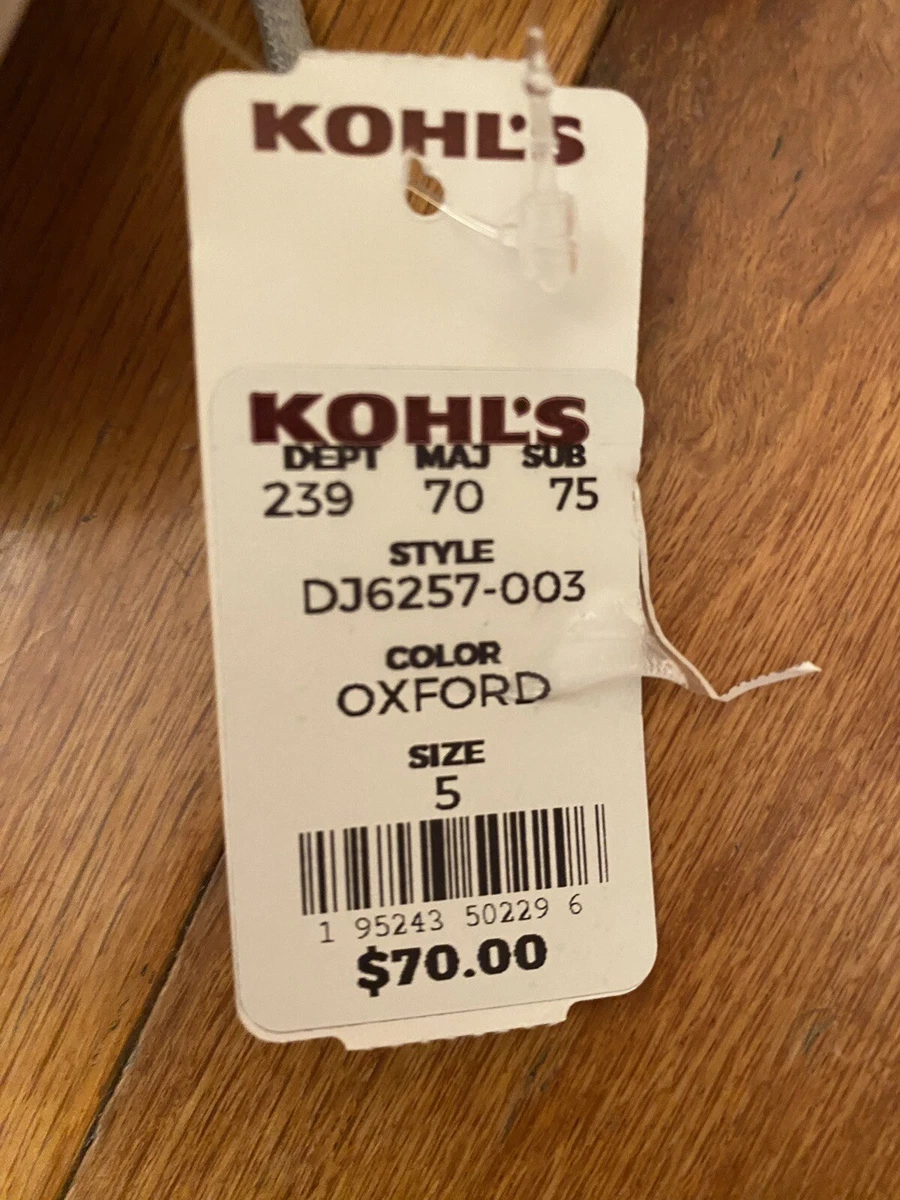 KOHL'S
KOHL'S
DEPT MAJ SUB
239 70 75
STYLE
DJ6257-003
COLOR
OXFORD
SIZE
5
1 95243 50229 6
$70.00